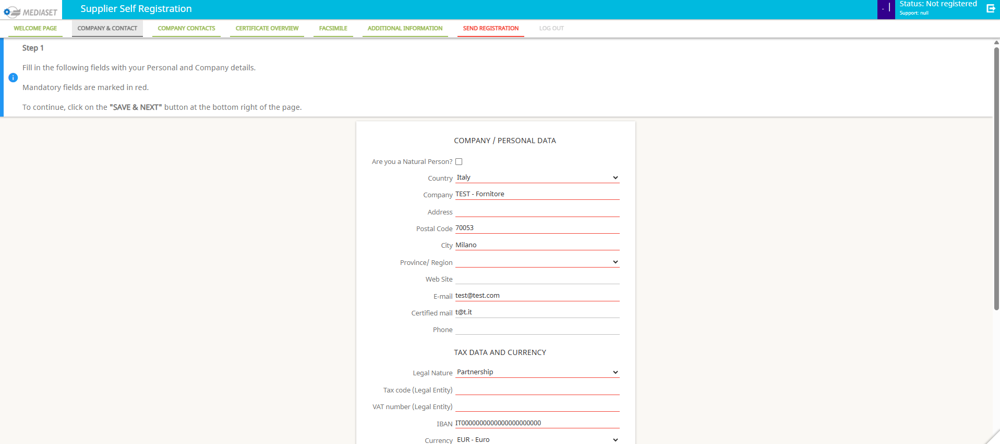 MEDIASET
Supplier Self Registration
- |
Status: Not registered
Support: null
WELCOME PAGE
COMPANY & CONTACT
COMPANY CONTACTS
CERTIFICATE OVERVIEW
FACSIMILE
ADDITIONAL INFORMATION
SEND REGISTRATION
LOG OUT
Step 1
Fill in the following fields with your Personal and Company details.
Mandatory fields are marked in red.
To continue, click on the "SAVE & NEXT" button at the bottom right of the page.
COMPANY / PERSONAL DATA
Are you a Natural Person?
Country Italy
Company TEST - Fornitore
Address
Postal Code 70053
City Milano
Province/ Region
Web Site
E-mail test@test.com
Certified mail t@t.it
Phone
TAX DATA AND CURRENCY
Legal Nature Partnership
Tax code (Legal Entity)
VAT number (Legal Entity)
IBAN IT0000000000000000000000
Currency EUR - Euro